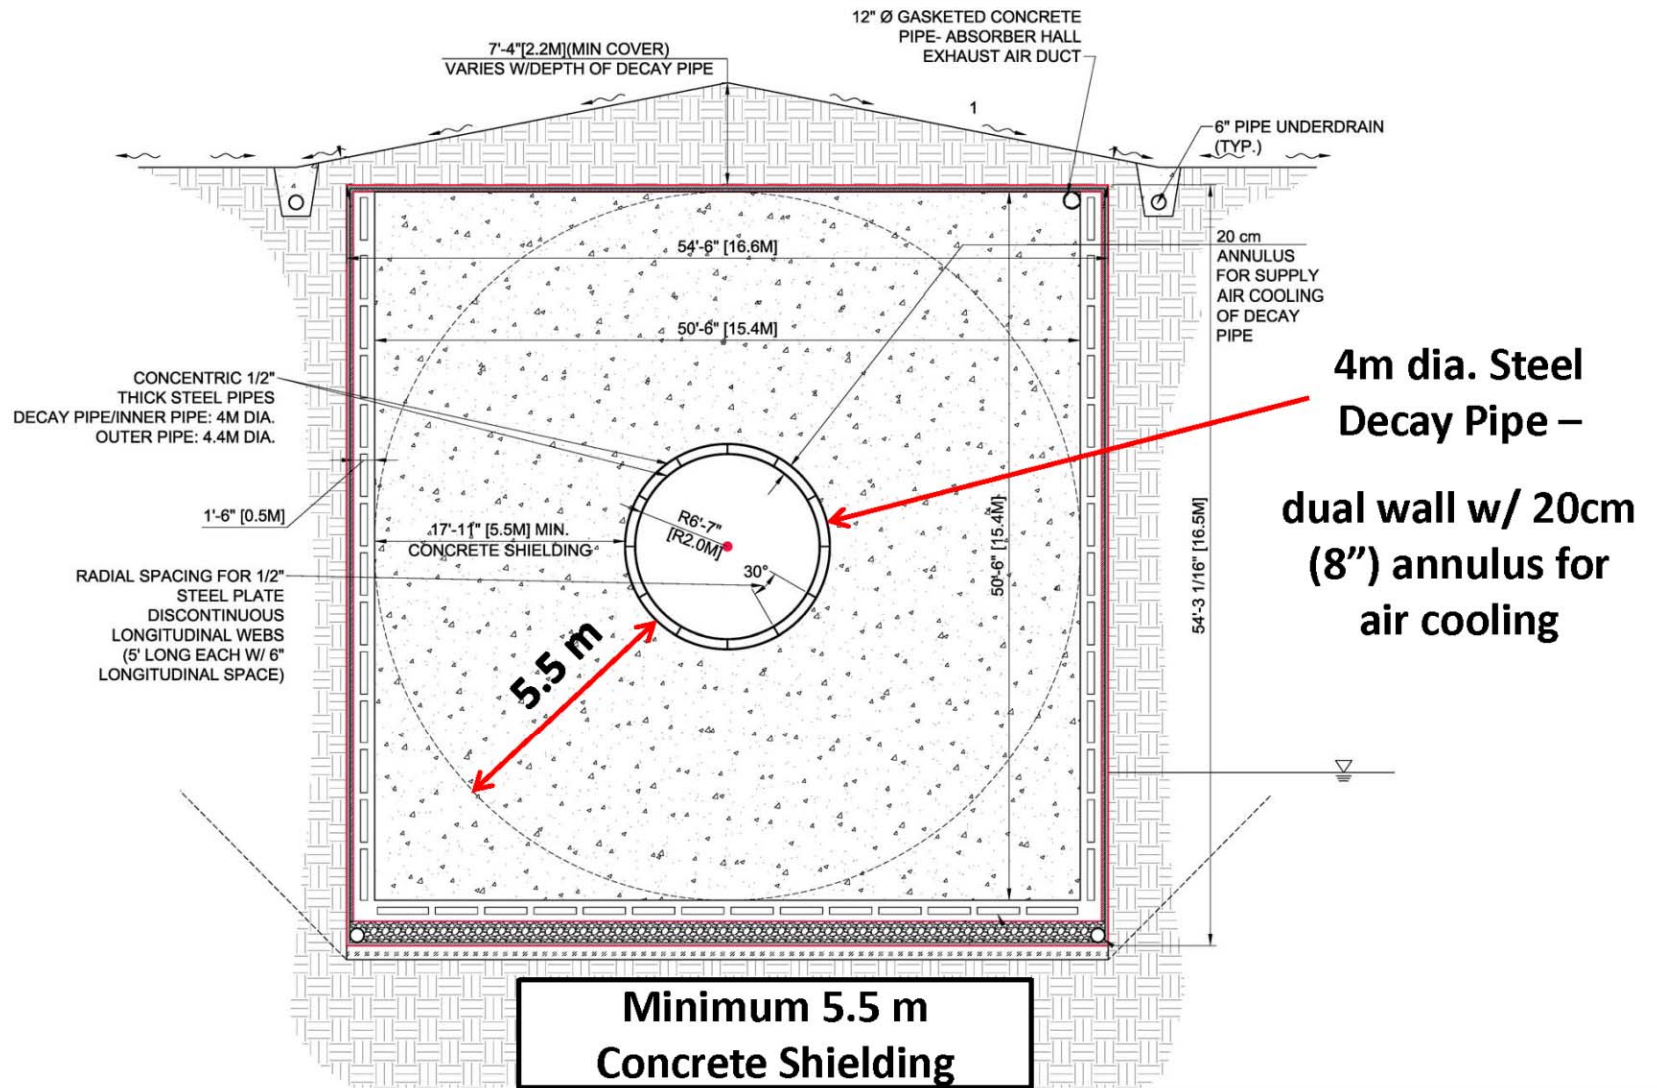 12" Ø GASKETED CONCRETE
PIPE- ABSORBER HALL
EXHAUST AIR DUCT
7'-4"[2.2M](MIN COVER)
VARIES W/DEPTH OF DECAY PIPE
1
6" PIPE UNDERDRAIN
(TYP.)
54'-6" [16.6M]
20 cm
ANNULUS
FOR SUPPLY
AIR COOLING
OF DECAY
PIPE
50'-6" [15.4M]
4m dia. Steel
Decay Pipe –
dual wall w/ 20cm
(8”) annulus for
air cooling
CONCENTRIC 1/2"
THICK STEEL PIPES
DECAY PIPE/INNER PIPE: 4M DIA.
OUTER PIPE: 4.4M DIA.
1'-6" [0.5M]
17'-11" [5.5M] MIN.
CONCRETE SHIELDING
R6'-7"
[R2.0M]
30°
50'-6" [15.4M]
54'-3 1/16" [16.5M]
RADIAL SPACING FOR 1/2"
STEEL PLATE
DISCONTINUOUS
LONGITUDINAL WEBS
(5' LONG EACH W/ 6"
LONGITUDINAL SPACE)
5.5 m
Minimum 5.5 m
Concrete Shielding